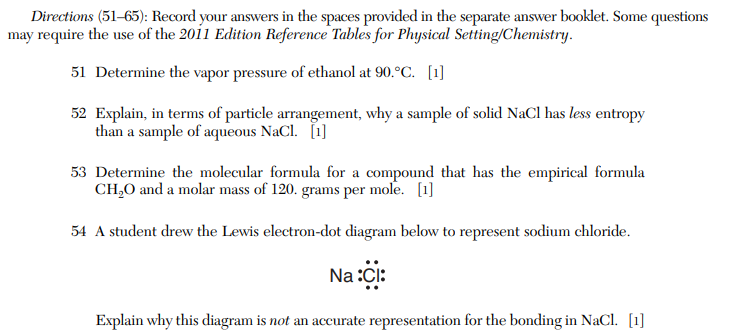 Directions (51–65): Record your answers in the spaces provided in the separate answer booklet. Some questions
may require the use of the 2011 Edition Reference Tables for Physical Setting/Chemistry.
51 Determine the vapor pressure of ethanol at 90.°C. [1]
52 Explain, in terms of particle arrangement, why a sample of solid NaCl has less entropy
than a sample of aqueous NaCl. [1]
53 Determine the molecular formula for a compound that has the empirical formula
CH₂O and a molar mass of 120. grams per mole. [1]
54 A student drew the Lewis electron-dot diagram below to represent sodium chloride.
Na :Cl:
Explain why this diagram is not an accurate representation for the bonding in NaCl. [1]